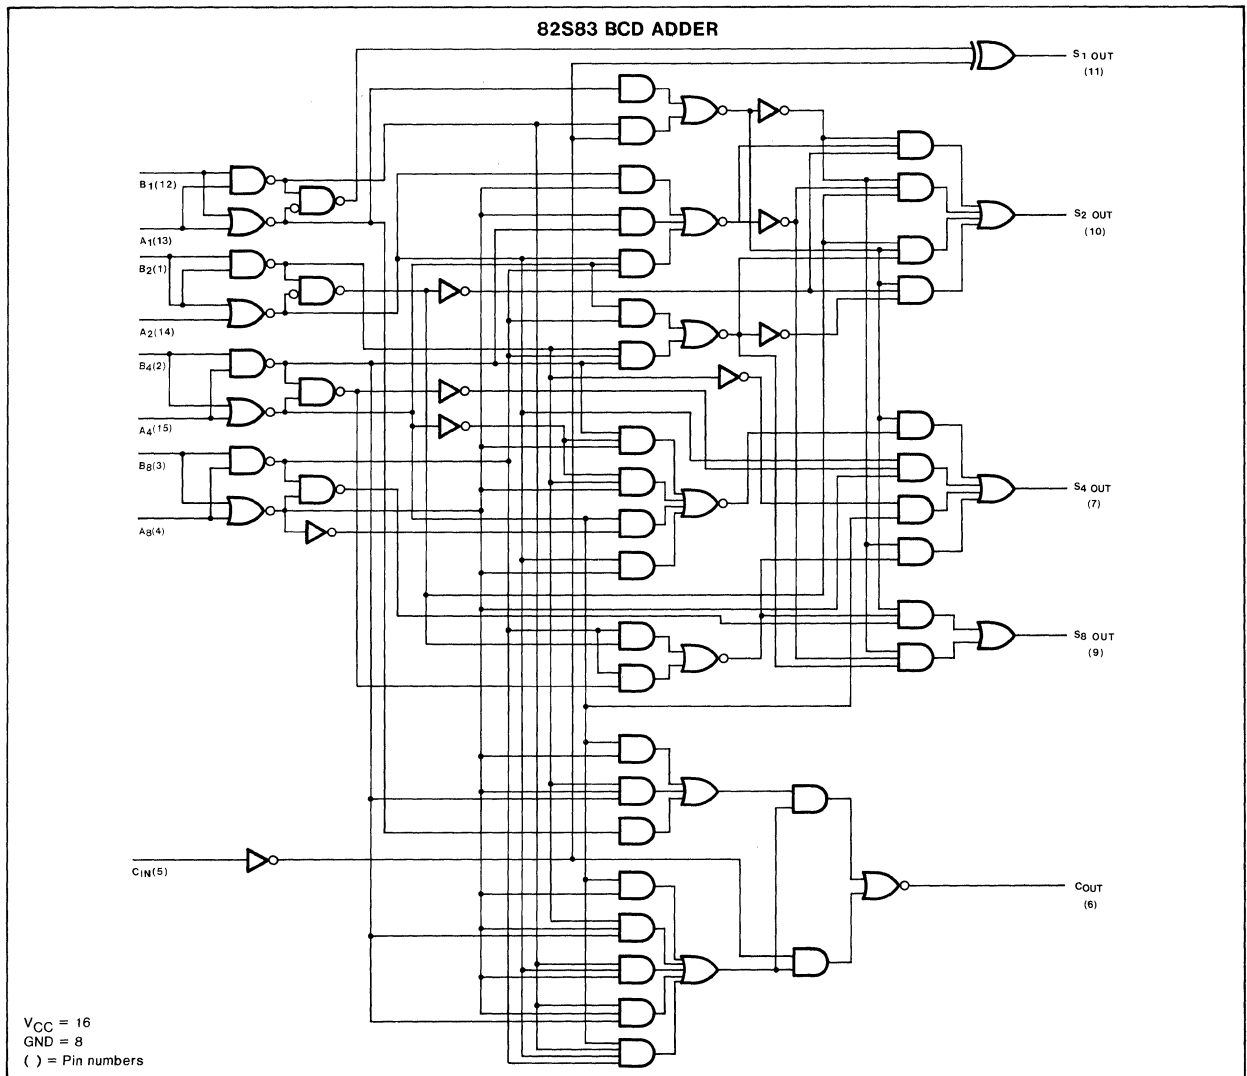 82S83 BCD ADDER
S1 OUT
(11)
B1(12)
A1(13)
S2 OUT
(10)
B2(1)
A2(14)
B4(2)
A4(15)
B8(3)
S4 OUT
(7)
A8(4)
S8 OUT
(9)
CIN(5)
COUT
(6)
VCC = 16
GND = 8
( ) = Pin numbers